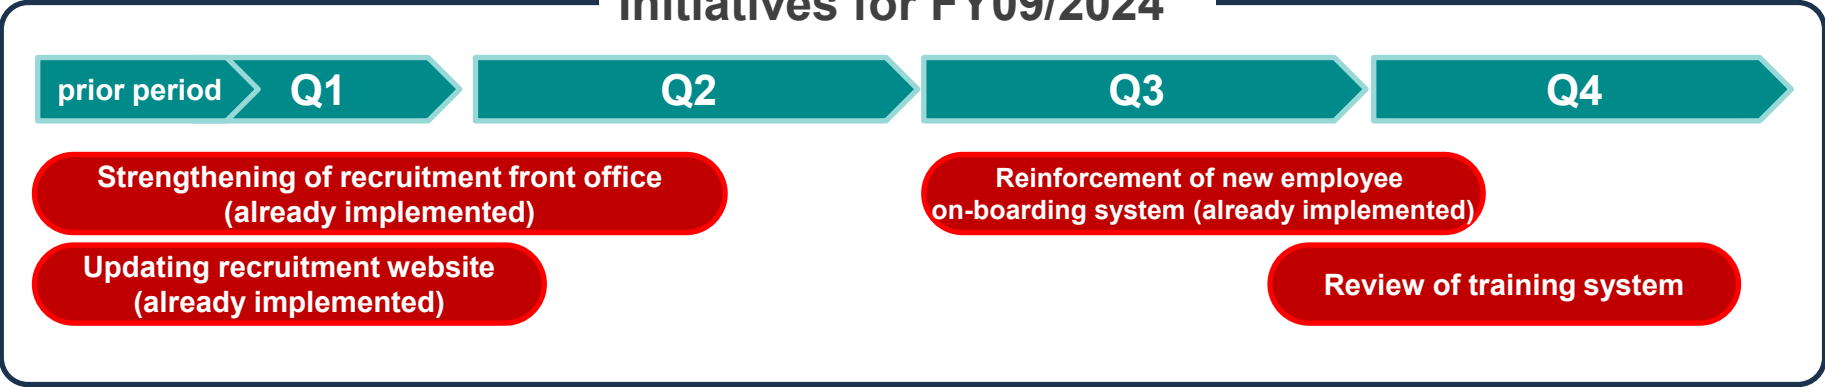 Initiatives for FY09/2024
prior period
Q1
Q2
Q3
Q4
Strengthening of recruitment front office
(already implemented)
Reinforcement of new employee
on-boarding system (already implemented)
Updating recruitment website
(already implemented)
Review of training system